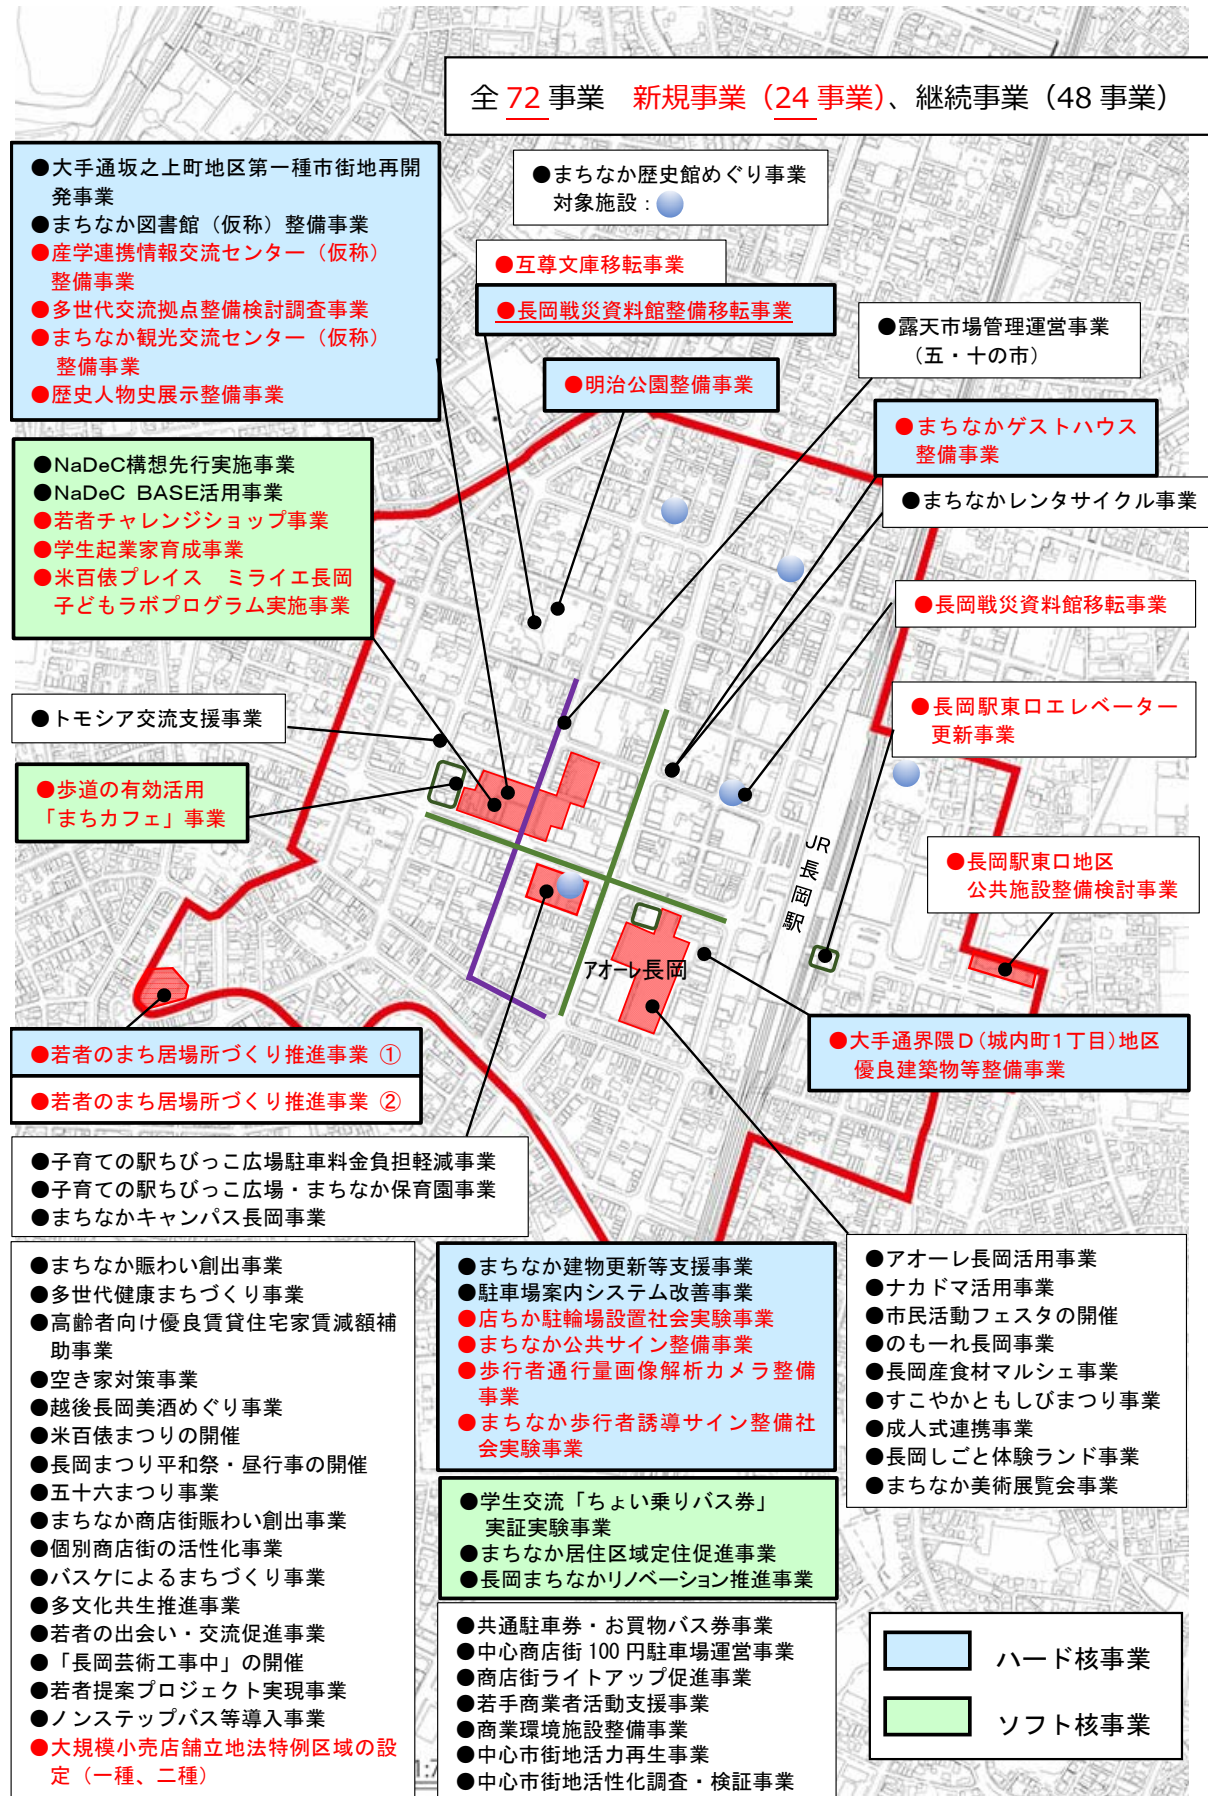 全 72 事業　新規事業（24 事業）、継続事業（48 事業）
●大手通坂之上町地区第一種市街地再開
発事業
●まちなか図書館（仮称）整備事業
●産学連携情報交流センター（仮称）
整備事業
●多世代交流拠点整備検討調査事業
●まちなか観光交流センター（仮称）
整備事業
●歴史人物史展示整備事業
●まちなか歴史館めぐり事業
対象施設：
●互尊文庫移転事業
●長岡戦災資料館整備移転事業
●明治公園整備事業
●露天市場管理運営事業
（五・十の市）
●まちなかゲストハウス
整備事業
●まちなかレンタサイクル事業
●NaDeC構想先行実施事業
●NaDeC BASE活用事業
●若者チャレンジショップ事業
●学生起業家育成事業
●米百俵プレイス　ミライエ長岡
子どもラボプログラム実施事業
●長岡戦災資料館移転事業
●トモシア交流支援事業
●長岡駅東口エレベーター
更新事業
●歩道の有効活用
「まちカフェ」事業
JR長岡駅
●長岡駅東口地区
公共施設整備検討事業
アオーレ長岡
●若者のまち居場所づくり推進事業 ①
●若者のまち居場所づくり推進事業 ②
●大手通界隈Ｄ（城内町１丁目）地区
優良建築物等整備事業
●子育ての駅ちびっこ広場駐車料金負担軽減事業
●子育ての駅ちびっこ広場・まちなか保育園事業
●まちなかキャンパス長岡事業
●まちなか賑わい創出事業
●多世代健康まちづくり事業
●高齢者向け優良賃貸住宅家賃減額補
助事業
●空き家対策事業
●越後長岡美酒めぐり事業
●米百俵まつりの開催
●長岡まつり平和祭・昼行事の開催
●五十六まつり事業
●まちなか商店街賑わい創出事業
●個別商店街の活性化事業
●バスケによるまちづくり事業
●多文化共生推進事業
●若者の出会い・交流促進事業
●「長岡芸術工事中」の開催
●若者提案プロジェクト実現事業
●ノンステップバス等導入事業
●大規模小売店舗立地法特例区域の設
定（一種、二種）
●まちなか建物更新等支援事業
●駐車場案内システム改善事業
●店ちか駐輪場設置社会実験事業
●まちなか公共サイン整備事業
●歩行者通行量画像解析カメラ整備
事業
●まちなか歩行者誘導サイン整備社
会実験事業
●学生交流「ちょい乗りバス券」
実証実験事業
●まちなか居住区域定住促進事業
●長岡まちなかリノベーション推進事業
●共通駐車券・お買物バス券事業
●中心商店街 100 円駐車場運営事業
●商店街ライトアップ促進事業
●若手商業者活動支援事業
●商業環境施設整備事業
●中心市街地活力再生事業
●中心市街地活性化調査・検証事業
●アオーレ長岡活用事業
●ナカドマ活用事業
●市民活動フェスタの開催
●のもーれ長岡事業
●長岡産食材マルシェ事業
●すこやかともしびまつり事業
●成人式連携事業
●長岡しごと体験ランド事業
●まちなか美術展覧会事業
ハード核事業
ソフト核事業